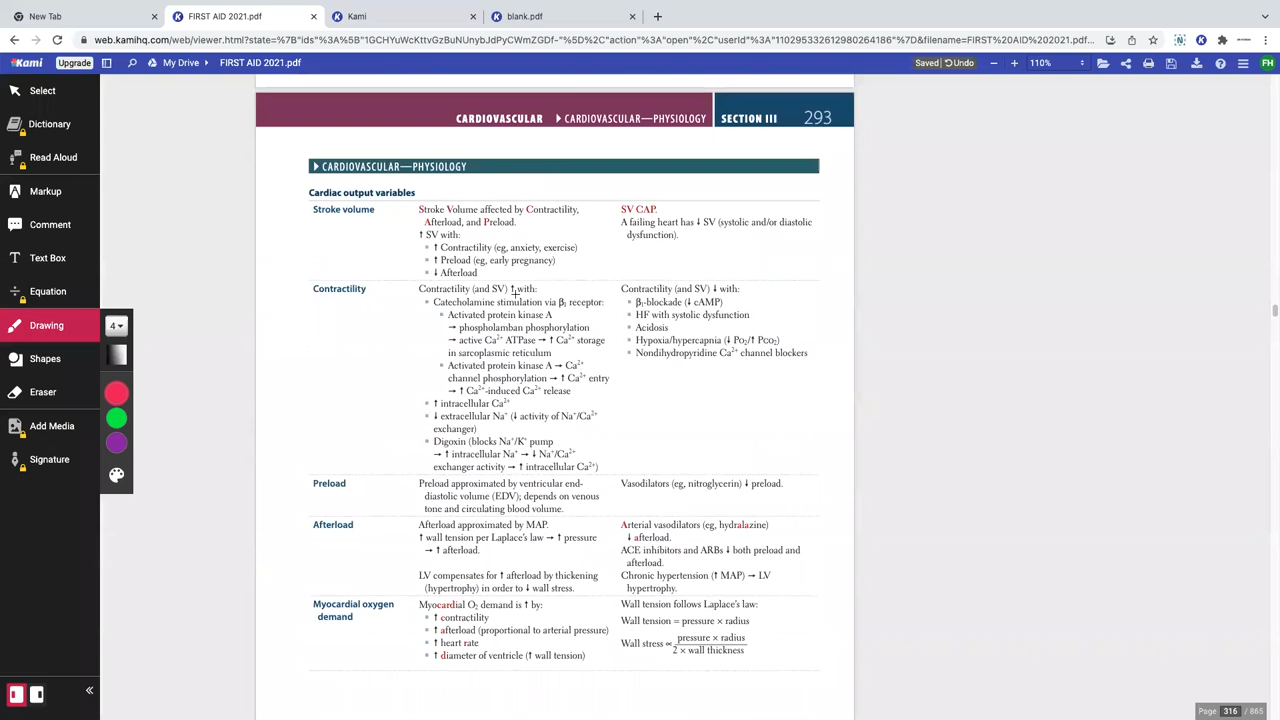 New Tab
FIRST AID 2021.pdf
Kami
blank.pdf
web.kamihq.com/web/viewer.html?state=%7B"ids"%3A%5B"1GCHYuWcKttvGzBuNUnybJdPyCWmZGDf-"%5D%2C"action"%3A"open"%2C"userId"%3A"110295332612980264186"%7D&filename=FIRST%20AID%202021.pdf...
Kami
Upgrade
My Drive
FIRST AID 2021.pdf
Saved
Undo
110%
FH
Select
Dictionary
Read Aloud
Markup
Comment
Text Box
Equation
Drawing
Shapes
Eraser
Add Media
Signature
4
CARDIOVASCULAR ▶ CARDIOVASCULAR—PHYSIOLOGY SECTION III 293
▶ CARDIOVASCULAR—PHYSIOLOGY
Cardiac output variables
Stroke volume
Stroke Volume affected by Contractility,
Afterload, and Preload.
↑ SV with:
▪ ↑ Contractility (eg, anxiety, exercise)
▪ ↑ Preload (eg, early pregnancy)
▪ ↓ Afterload
SV CAP.
A failing heart has ↓ SV (systolic and/or diastolic
dysfunction).
Contractility
Contractility (and SV) ↑ with:
▪ Catecholamine stimulation via β₁ receptor:
▪ Activated protein kinase A
→ phospholamban phosphorylation
→ active Ca²⁺ ATPase → ↑ Ca²⁺ storage
in sarcoplasmic reticulum
▪ Activated protein kinase A → Ca²⁺
channel phosphorylation → ↑ Ca²⁺ entry
→ ↑ Ca²⁺-induced Ca²⁺ release
▪ ↑ intracellular Ca²⁺
▪ ↓ extracellular Na⁺ (↓ activity of Na⁺/Ca²⁺
exchanger)
▪ Digoxin (blocks Na⁺/K⁺ pump
→ ↑ intracellular Na⁺ → ↓ Na⁺/Ca²⁺
exchanger activity → ↑ intracellular Ca²⁺)
Contractility (and SV) ↓ with:
▪ β₁-blockade (↓ cAMP)
▪ HF with systolic dysfunction
▪ Acidosis
▪ Hypoxia/hypercapnia (↓ Po₂/↑ Pco₂)
▪ Nondihydropyridine Ca²⁺ channel blockers
Preload
Preload approximated by ventricular end-
diastolic volume (EDV); depends on venous
tone and circulating blood volume.
Vasodilators (eg, nitroglycerin) ↓ preload.
Afterload
Afterload approximated by MAP.
↑ wall tension per Laplace's law → ↑ pressure
→ ↑ afterload.
LV compensates for ↑ afterload by thickening
(hypertrophy) in order to ↓ wall stress.
Arterial vasodilators (eg, hydralazine)
↓ afterload.
ACE inhibitors and ARBs ↓ both preload and
afterload.
Chronic hypertension (↑ MAP) → LV
hypertrophy.
Myocardial oxygen
demand
Myocardial O₂ demand is ↑ by:
▪ ↑ contractility
▪ ↑ afterload (proportional to arterial pressure)
▪ ↑ heart rate
▪ ↑ diameter of ventricle (↑ wall tension)
Wall tension follows Laplace's law:
Wall tension = pressure × radius
Wall stress ∝ pressure × radius
2 × wall thickness
Page 316 / 865